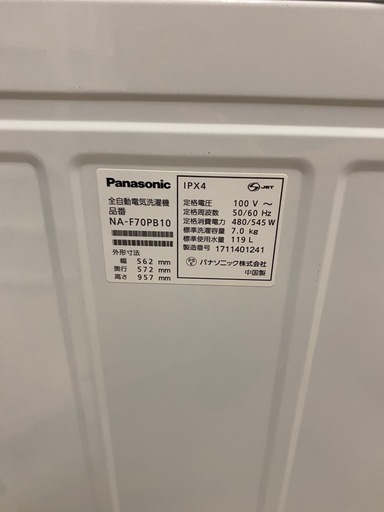 Panasonic
全自動電気洗濯機
品番
NA-F70PB10
外形寸法
幅 562 mm
奥行 572 mm
高さ 957 mm
IPX4
JET
定格電圧 100 V ～
定格周波数 50/60 Hz
定格消費電力 480/545 W
標準洗濯容量 7.0 kg
標準使用水量 119 L
製造番号 1711401241
パナソニック株式会社
中国製